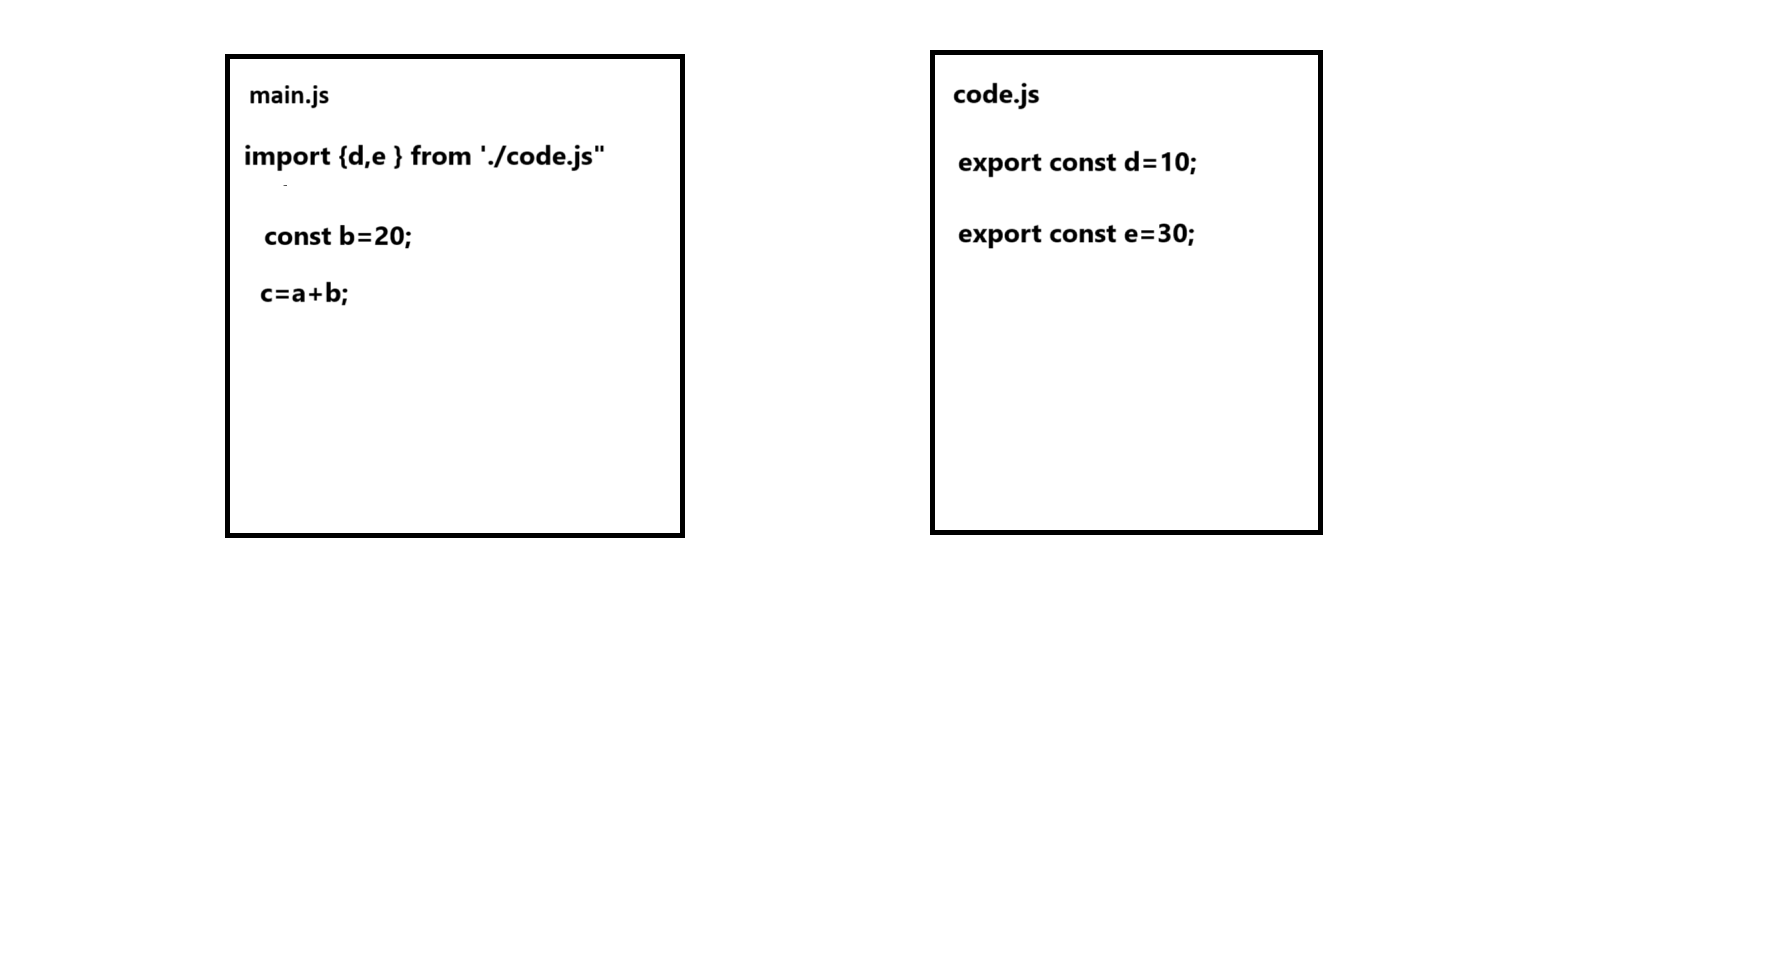 main.js
import {d,e } from './code.js"
const b=20;
c=a+b;
code.js
export const d=10;
export const e=30;